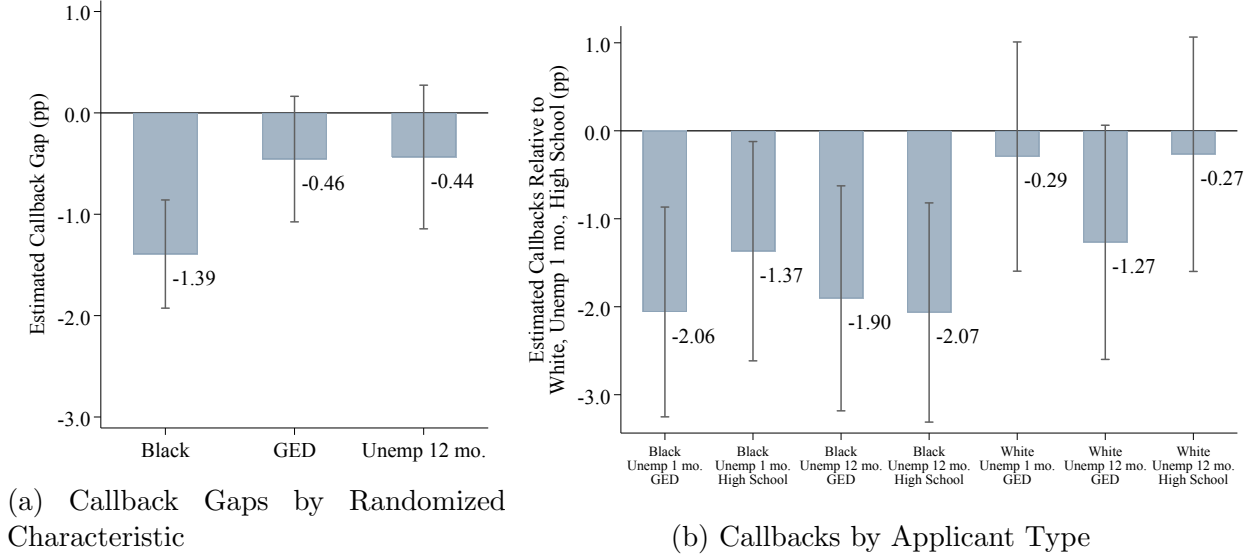 1.0
0.0
-1.0
-2.0
-3.0
Estimated Callback Gap (pp)
-1.39
-0.46
-0.44
Black
GED
Unemp 12 mo.
(a) Callback Gaps by Randomized
Characteristic
1.0
0.0
-1.0
-2.0
-3.0
Estimated Callbacks Relative to
White, Unemp 1 mo., High School (pp)
-2.06
-1.37
-1.90
-2.07
-0.29
-1.27
-0.27
Black
Unemp 1 mo.
GED
Black
Unemp 1 mo.
High School
Black
Unemp 12 mo.
GED
Black
Unemp 12 mo.
High School
White
Unemp 1 mo.
GED
White
Unemp 12 mo.
GED
White
Unemp 12 mo.
High School
(b) Callbacks by Applicant Type